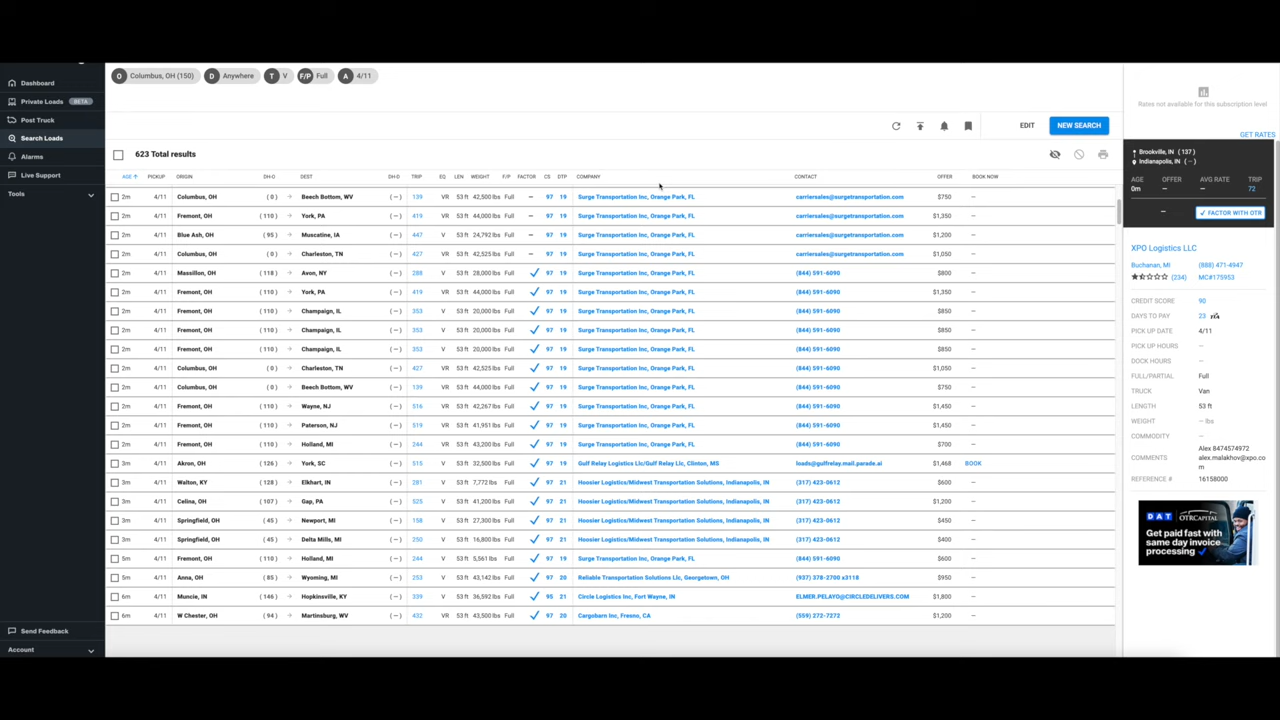 Dashboard
Private Loads BETA
Post Truck
Search Loads
Alarms
Live Support
Tools
Send Feedback
Account
O Columbus, OH (150) D Anywhere T V F/P Full A 4/11
EDIT NEW SEARCH
623 Total results
AGE PICKUP ORIGIN DH-O DEST DH-D TRIP EQ LEN WEIGHT F/P FACTOR CS DTP COMPANY CONTACT OFFER BOOK NOW
2m 4/11 Columbus, OH (0) → Beech Bottom, WV (–) 139 VR 53 ft 42,500 lbs Full – 97 19 Surge Transportation Inc, Orange Park, FL carriersales@surgetransportation.com $750 –
2m 4/11 Fremont, OH (110) → York, PA (–) 419 VR 53 ft 44,000 lbs Full – 97 19 Surge Transportation Inc, Orange Park, FL carriersales@surgetransportation.com $1,350 –
2m 4/11 Blue Ash, OH (95) → Muscatine, IA (–) 447 V 53 ft 24,792 lbs Full – 97 19 Surge Transportation Inc, Orange Park, FL carriersales@surgetransportation.com $1,200 –
2m 4/11 Columbus, OH (0) → Charleston, TN (–) 427 V 53 ft 42,525 lbs Full – 97 19 Surge Transportation Inc, Orange Park, FL carriersales@surgetransportation.com $1,050 –
2m 4/11 Massillon, OH (118) → Avon, NY (–) 288 V 53 ft 28,000 lbs Full ✓ 97 19 Surge Transportation Inc, Orange Park, FL (844) 591-6090 $800 –
2m 4/11 Fremont, OH (110) → York, PA (–) 419 VR 53 ft 44,000 lbs Full ✓ 97 19 Surge Transportation Inc, Orange Park, FL (844) 591-6090 $1,350 –
2m 4/11 Fremont, OH (110) → Champaign, IL (–) 353 V 53 ft 20,000 lbs Full ✓ 97 19 Surge Transportation Inc, Orange Park, FL (844) 591-6090 $850 –
2m 4/11 Fremont, OH (110) → Champaign, IL (–) 353 V 53 ft 20,000 lbs Full ✓ 97 19 Surge Transportation Inc, Orange Park, FL (844) 591-6090 $850 –
2m 4/11 Fremont, OH (110) → Champaign, IL (–) 353 V 53 ft 20,000 lbs Full ✓ 97 19 Surge Transportation Inc, Orange Park, FL (844) 591-6090 $850 –
2m 4/11 Columbus, OH (0) → Charleston, TN (–) 427 V 53 ft 42,525 lbs Full ✓ 97 19 Surge Transportation Inc, Orange Park, FL (844) 591-6090 $1,050 –
2m 4/11 Columbus, OH (0) → Beech Bottom, WV (–) 139 VR 53 ft 44,000 lbs Full ✓ 97 19 Surge Transportation Inc, Orange Park, FL (844) 591-6090 $750 –
2m 4/11 Fremont, OH (110) → Wayne, NJ (–) 516 VR 53 ft 42,267 lbs Full ✓ 97 19 Surge Transportation Inc, Orange Park, FL (844) 591-6090 $1,450 –
2m 4/11 Fremont, OH (110) → Paterson, NJ (–) 519 VR 53 ft 41,951 lbs Full ✓ 97 19 Surge Transportation Inc, Orange Park, FL (844) 591-6090 $1,450 –
2m 4/11 Fremont, OH (110) → Holland, MI (–) 244 VR 53 ft 43,200 lbs Full ✓ 97 19 Surge Transportation Inc, Orange Park, FL (844) 591-6090 $700 –
3m 4/11 Akron, OH (126) → York, SC (–) 515 V 53 ft 32,500 lbs Full ✓ 97 19 Gulf Relay Logistics Llc/Gulf Relay Llc, Clinton, MS loads@gulfrelay.mail.parade.ai $1,468 BOOK
3m 4/11 Walton, KY (128) → Elkhart, IN (–) 281 V 53 ft 7,772 lbs Full ✓ 97 21 Hoosier Logistics/Midwest Transportation Solutions, Indianapolis, IN (317) 423-0612 $600 –
3m 4/11 Celina, OH (107) → Gap, PA (–) 525 V 53 ft 41,200 lbs Full ✓ 97 21 Hoosier Logistics/Midwest Transportation Solutions, Indianapolis, IN (317) 423-0612 $1,200 –
3m 4/11 Springfield, OH (45) → Newport, MI (–) 158 V 53 ft 27,300 lbs Full ✓ 97 21 Hoosier Logistics/Midwest Transportation Solutions, Indianapolis, IN (317) 423-0612 $450 –
3m 4/11 Springfield, OH (45) → Delta Mills, MI (–) 250 V 53 ft 16,800 lbs Full ✓ 97 21 Hoosier Logistics/Midwest Transportation Solutions, Indianapolis, IN (317) 423-0612 $400 –
5m 4/11 Fremont, OH (110) → Holland, MI (–) 244 VR 53 ft 5,561 lbs Full ✓ 97 19 Surge Transportation Inc, Orange Park, FL (844) 591-6090 $600 –
5m 4/11 Anna, OH (85) → Wyoming, MI (–) 253 V 53 ft 43,142 lbs Full ✓ 97 20 Reliable Transportation Solutions Llc, Georgetown, OH (937) 378-2700 x3118 $950 –
6m 4/11 Muncie, IN (146) → Hopkinsville, KY (–) 339 V 53 ft 36,592 lbs Full ✓ 95 21 Circle Logistics Inc, Fort Wayne, IN ELMER.PELAYO@CIRCLEDELIVERS.COM $1,800 –
6m 4/11 W Chester, OH (94) → Martinsburg, WV (–) 432 VR 53 ft 43,500 lbs Full ✓ 97 20 Cargobarn Inc, Fresno, CA (559) 272-7272 $1,200 –
Rates not available for this subscription level
GET RATES
Brookville, IN (137)
Indianapolis, IN (–)
AGE OFFER AVG RATE TRIP
0m – – 72
– ✓ FACTOR WITH OTR
XPO Logistics LLC
Buchanan, MI (888) 471-4947
(234) MC#175953
CREDIT SCORE 90
DAYS TO PAY 23
PICK UP DATE 4/11
PICK UP HOURS –
DOCK HOURS –
FULL/PARTIAL Full
TRUCK Van
LENGTH 53 ft
WEIGHT – lbs
COMMODITY –
COMMENTS Alex 8474574972
alex.malakhov@xpo.co
m
REFERENCE # 16158000
DAT OTRCAPITAL
Get paid fast with
same day invoice
processing ✓